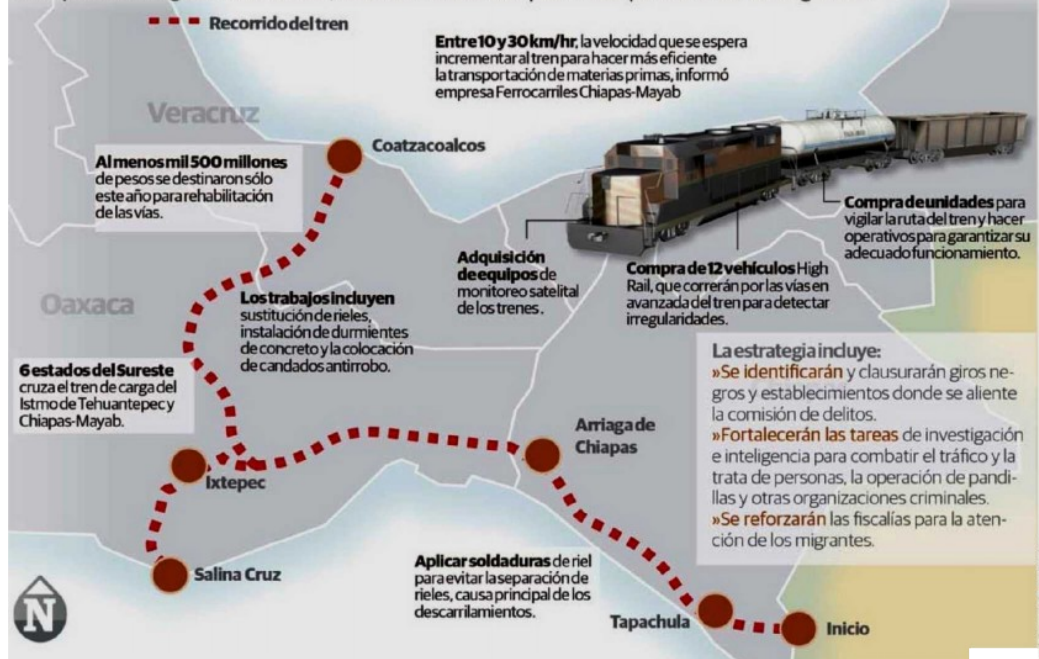 Recorrido del tren
Entre 10 y 30 km/hr, la velocidad que se espera
incrementar al tren para hacer más eficiente
la transportación de materias primas, informó
empresa Ferrocarriles Chiapas-Mayab
Veracruz
Coatzacoalcos
Al menos mil 500 millones
de pesos se destinaron sólo
este año para rehabilitación
de las vías.
Compra de unidades para
vigilar la ruta del tren y hacer
operativos para garantizar su
adecuado funcionamiento.
Adquisición
de equipos de
monitoreo satelital
de los trenes.
Compra de 12 vehículos High
Rail, que correrán por las vías en
avanzada del tren para detectar
irregularidades.
Oaxaca
Los trabajos incluyen
sustitución de rieles,
instalación de durmientes
de concreto y la colocación
de candados antirrobo.
6 estados del Sureste
cruza el tren de carga del
Istmo de Tehuantepec y
Chiapas-Mayab.
La estrategia incluye:
»Se identificarán y clausurarán giros ne-
gros y establecimientos donde se aliente
la comisión de delitos.
»Fortalecerán las tareas de investigación
e inteligencia para combatir el tráfico y la
trata de personas, la operación de pandi-
llas y otras organizaciones criminales.
»Se reforzarán las fiscalías para la aten-
ción de los migrantes.
Arriaga de
Chiapas
Ixtepec
Salina Cruz
Aplicar soldaduras de riel
para evitar la separación de
rieles, causa principal de los
descarrilamientos.
Tapachula
Inicio
N